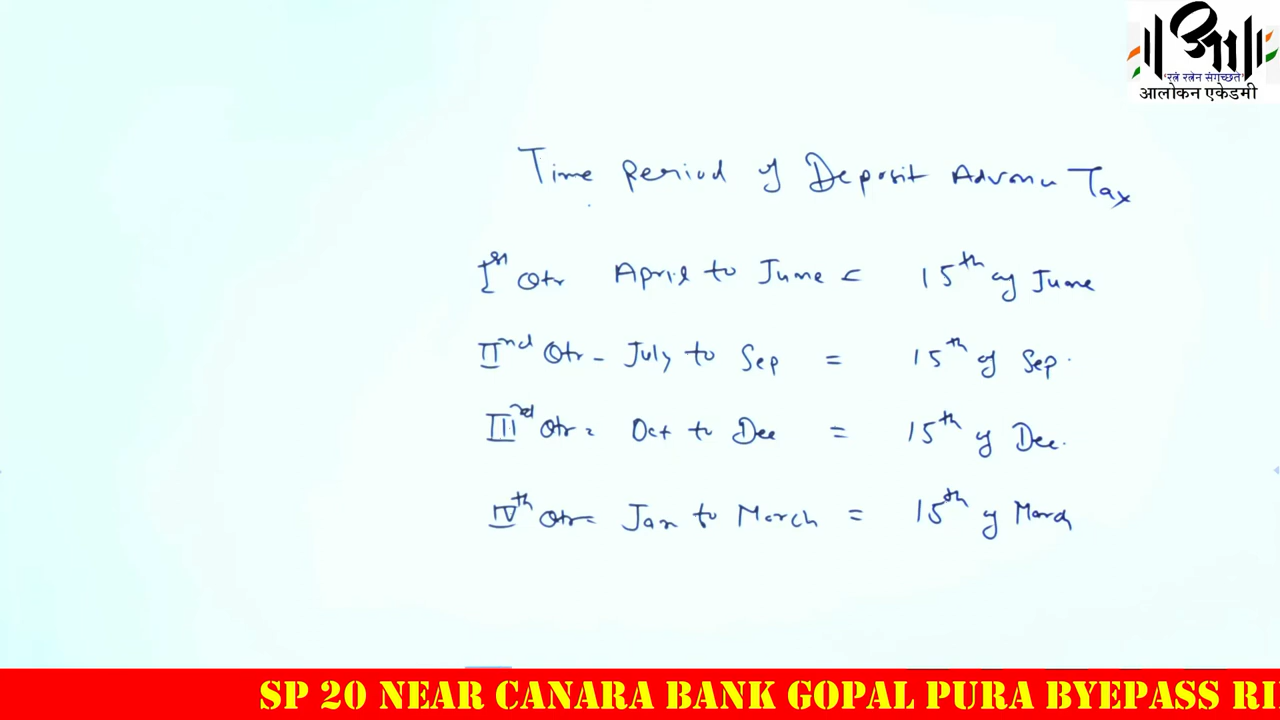 'रत्नं रत्नेन संगच्छते'
आलोकन एकेडमी
Time Period of Deposit Advance Tax
Ist Qtr April to June = 15th of June
IInd Qtr - July to Sep = 15th of Sep.
IIIrd Qtr = Oct to Dec = 15th of Dec.
IVth Qtr = Jan to March = 15th of March
SP 20 NEAR CANARA BANK GOPAL PURA BYEPASS RI